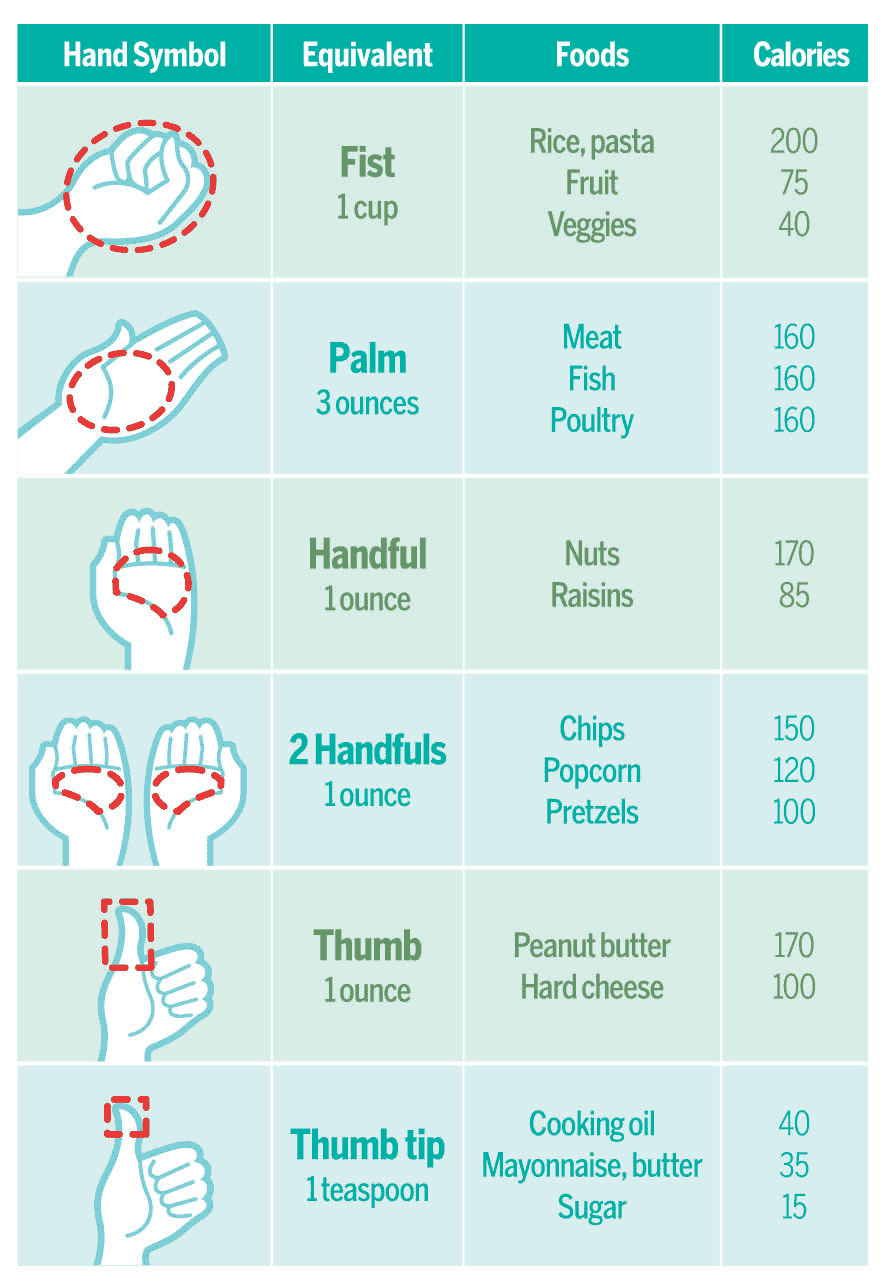 Hand Symbol Equivalent Foods Calories
Fist
1 cup
Rice, pasta 200
Fruit 75
Veggies 40
Palm
3 ounces
Meat 160
Fish 160
Poultry 160
Handful
1 ounce
Nuts 170
Raisins 85
2 Handfuls
1 ounce
Chips 150
Popcorn 120
Pretzels 100
Thumb
1 ounce
Peanut butter 170
Hard cheese 100
Thumb tip
1 teaspoon
Cooking oil 40
Mayonnaise, butter 35
Sugar 15